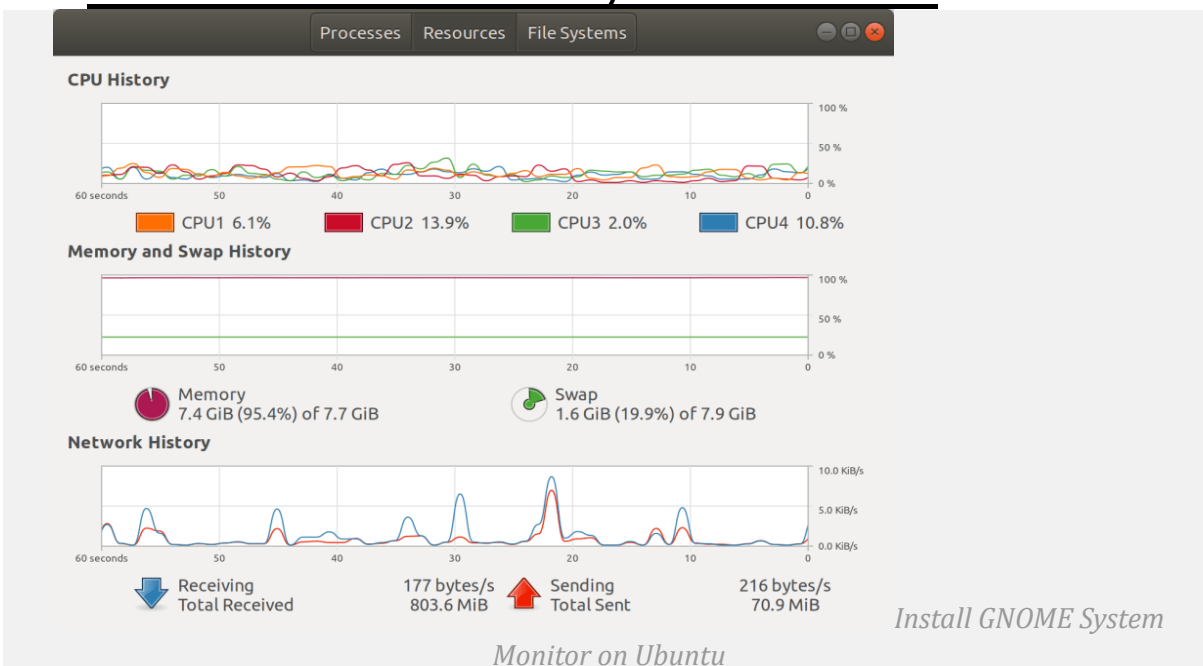 Processes Resources File Systems
CPU History
100 %
50 %
0 %
60 seconds 50 40 30 20 10 0
CPU1 6.1% CPU2 13.9% CPU3 2.0% CPU4 10.8%
Memory and Swap History
100 %
50 %
0 %
60 seconds 50 40 30 20 10 0
Memory Swap
7.4 GiB (95.4%) of 7.7 GiB 1.6 GiB (19.9%) of 7.9 GiB
Network History
10.0 KiB/s
5.0 KiB/s
0.0 KiB/s
60 seconds 50 40 30 20 10 0
Receiving 177 bytes/s Sending 216 bytes/s
Total Received 803.6 MiB Total Sent 70.9 MiB
Install GNOME System
Monitor on Ubuntu